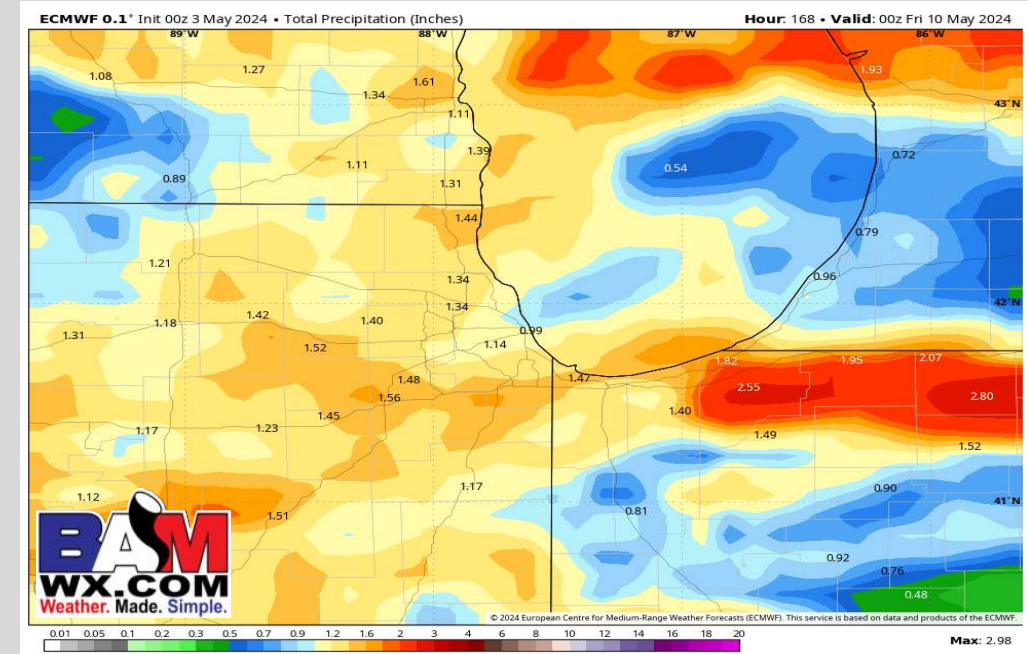 ECMWF 0.1° Init 00z 3 May 2024 • Total Precipitation (Inches)
Hour: 168 • Valid: 00z Fri 10 May 2024
89°W 88°W 87°W 86°W
1.08 1.27 1.34 1.61 1.93
43°N
1.11
1.39
0.72
1.11
0.54
0.89
1.31
1.44
0.79
1.21
1.34
0.96
42°N
1.34
1.42
1.18
1.40
0.99
1.31
1.52
1.14
1.82 1.95 2.07
1.48
1.47
2.55
1.56
2.80
1.45
1.40
1.23
1.17
1.49
1.52
1.17
0.90
1.12
41°N
1.51
0.81
0.92
0.76
0.48
BAM
WX.COM
Weather. Made. Simple.
© 2024 European Centre for Medium-Range Weather Forecasts (ECMWF). This service is based on data and products of the ECMWF.
0.01 0.05 0.1 0.2 0.3 0.5 0.7 0.9 1.2 1.6 2 3 4 6 8 10 12 14 16 18 20
Max: 2.98